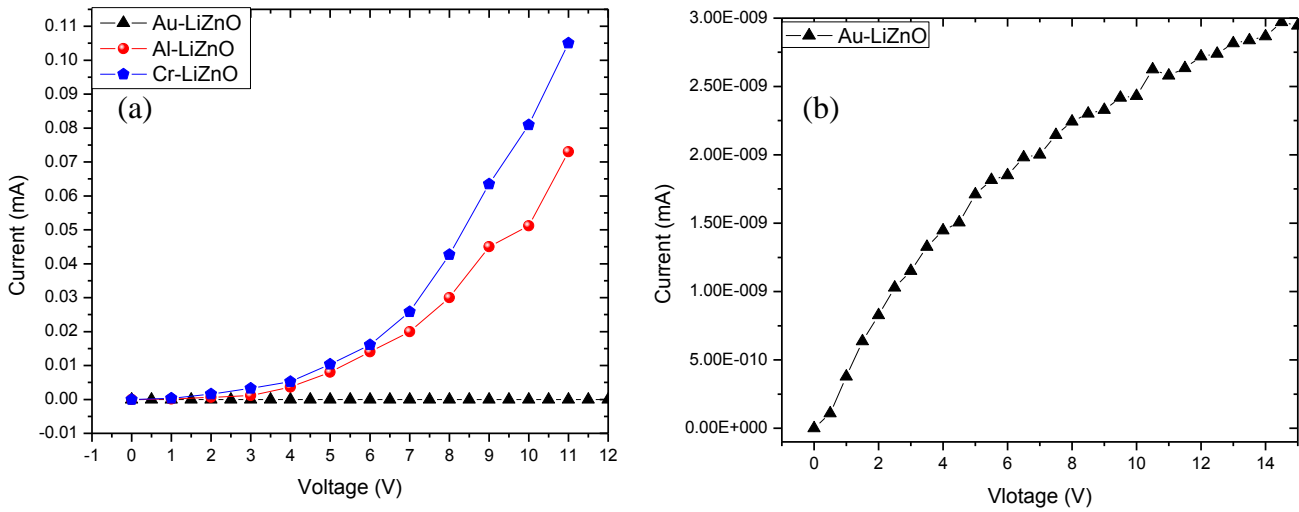 Au-LiZnO
Al-LiZnO
Cr-LiZnO
(a)
0.11
0.10
0.09
0.08
0.07
0.06
0.05
0.04
0.03
0.02
0.01
0.00
-0.01
Current (mA)
-1 0 1 2 3 4 5 6 7 8 9 10 11 12
Voltage (V)
Au-LiZnO
(b)
3.00E-009
2.50E-009
2.00E-009
1.50E-009
1.00E-009
5.00E-010
0.00E+000
Current (mA)
0 2 4 6 8 10 12 14
Vlotage (V)